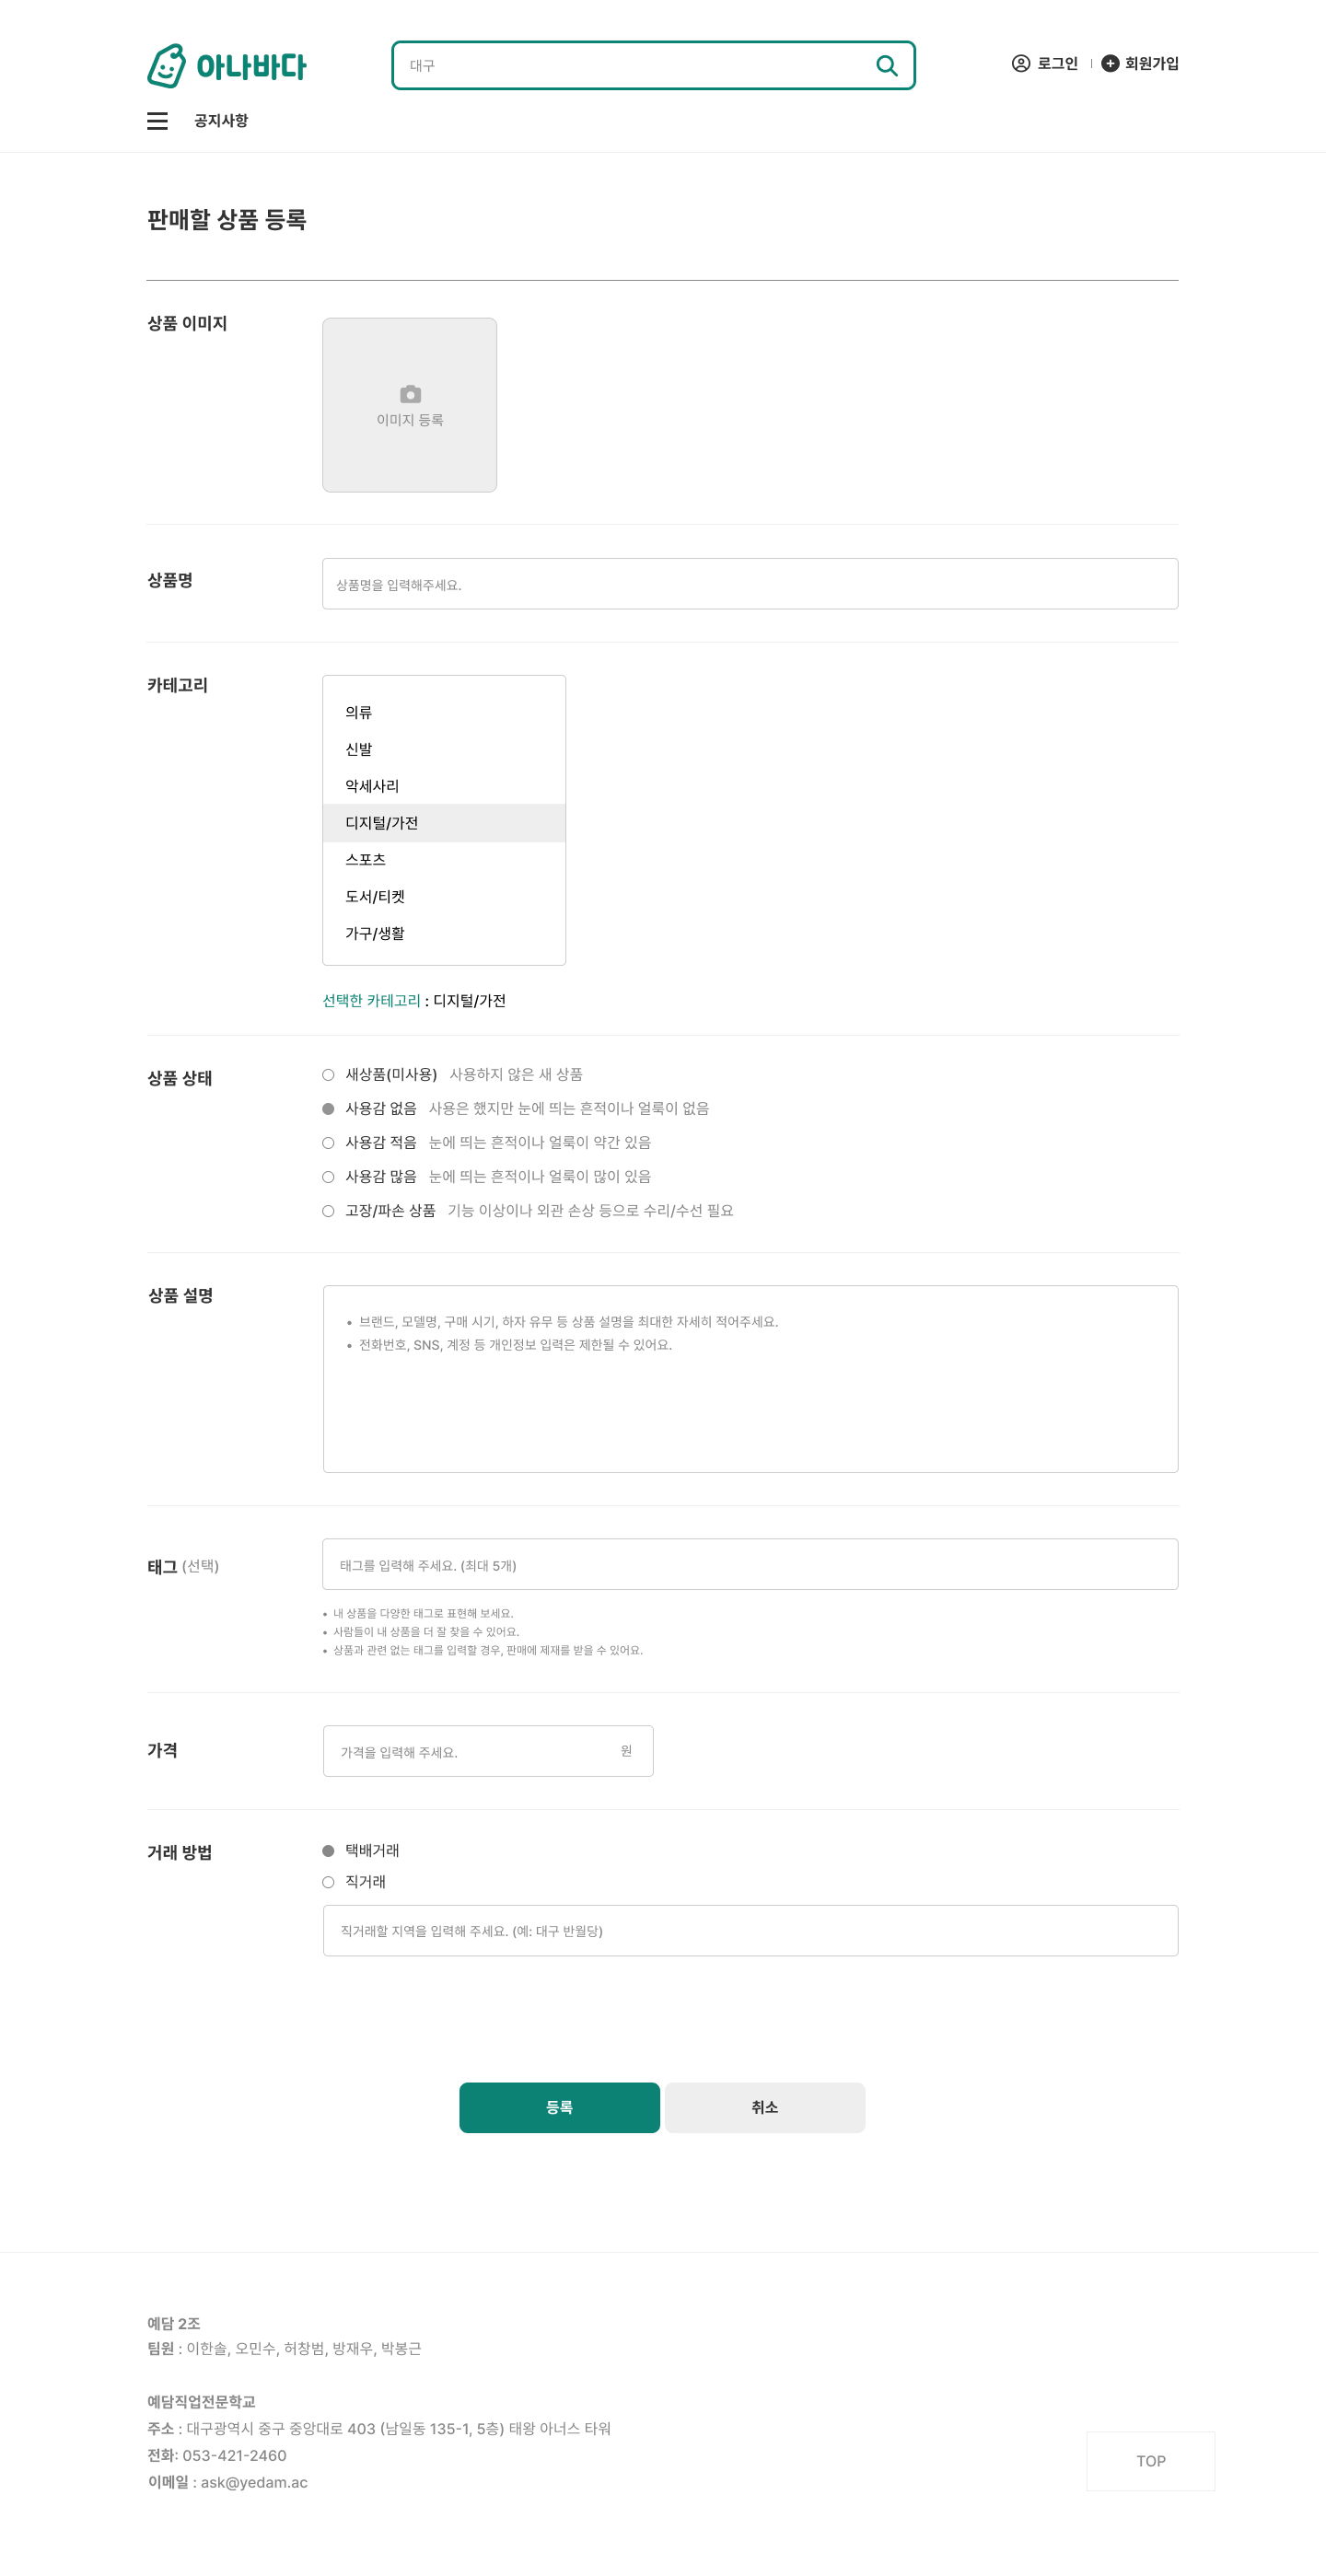 아나바다
대구
로그인
회원가입
공지사항
판매할 상품 등록
상품 이미지
이미지 등록
상품명
상품명을 입력해주세요.
카테고리
의류
신발
악세사리
디지털/가전
스포츠
도서/티켓
가구/생활
선택한 카테고리 : 디지털/가전
상품 상태
새상품(미사용) 사용하지 않은 새 상품
사용감 없음 사용은 했지만 눈에 띄는 흔적이나 얼룩이 없음
사용감 적음 눈에 띄는 흔적이나 얼룩이 약간 있음
사용감 많음 눈에 띄는 흔적이나 얼룩이 많이 있음
고장/파손 상품 기능 이상이나 외관 손상 등으로 수리/수선 필요
상품 설명
• 브랜드, 모델명, 구매 시기, 하자 유무 등 상품 설명을 최대한 자세히 적어주세요.
• 전화번호, SNS, 계정 등 개인정보 입력은 제한될 수 있어요.
태그 (선택)
태그를 입력해 주세요. (최대 5개)
• 내 상품을 다양한 태그로 표현해 보세요.
• 사람들이 내 상품을 더 잘 찾을 수 있어요.
• 상품과 관련 없는 태그를 입력할 경우, 판매에 제재를 받을 수 있어요.
가격
가격을 입력해 주세요. 원
거래 방법
택배거래
직거래
직거래할 지역을 입력해 주세요. (예: 대구 반월당)
등록
취소
예담 2조
팀원 : 이한솔, 오민수, 허창범, 방재우, 박봉근
예담직업전문학교
주소 : 대구광역시 중구 중앙대로 403 (남일동 135-1, 5층) 태왕 아너스 타워
전화: 053-421-2460
이메일 : ask@yedam.ac
TOP